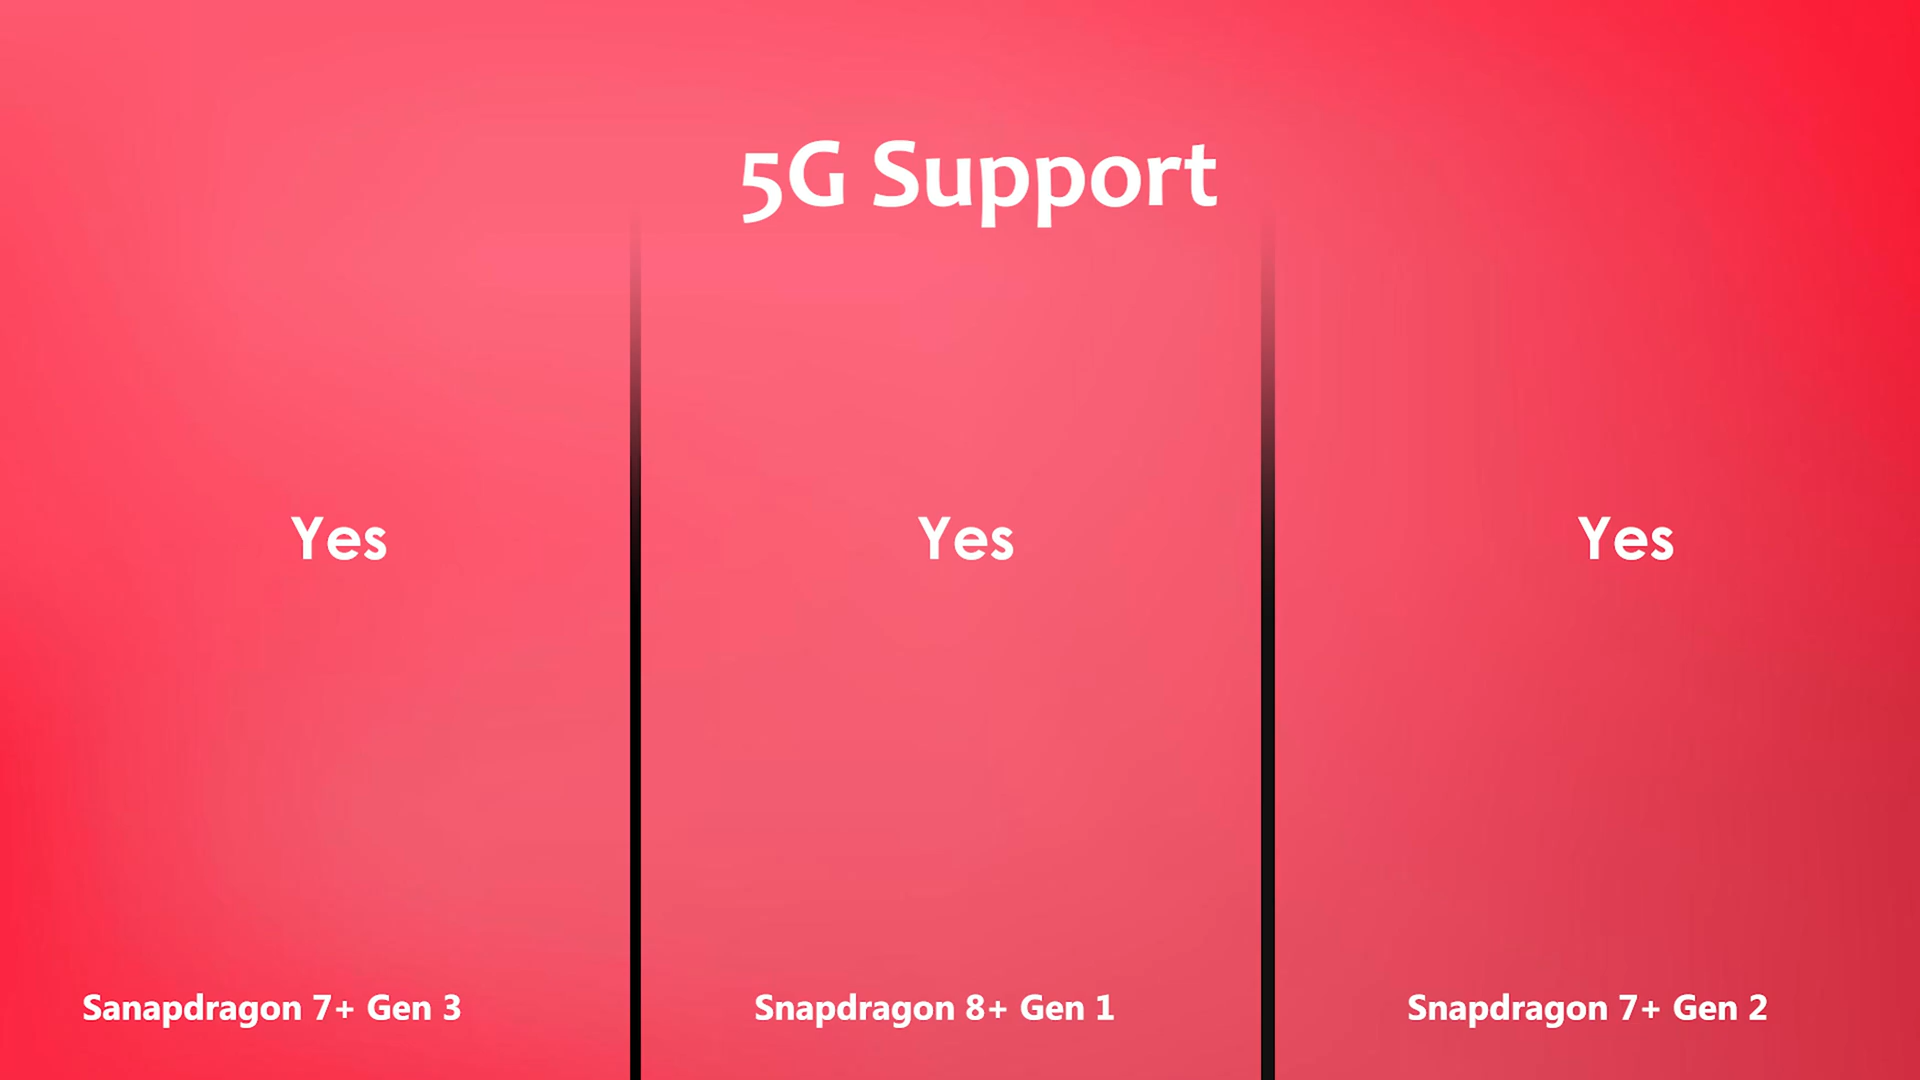 5G Support
Yes
Yes
Yes
Sanapdragon 7+ Gen 3
Snapdragon 8+ Gen 1
Snapdragon 7+ Gen 2